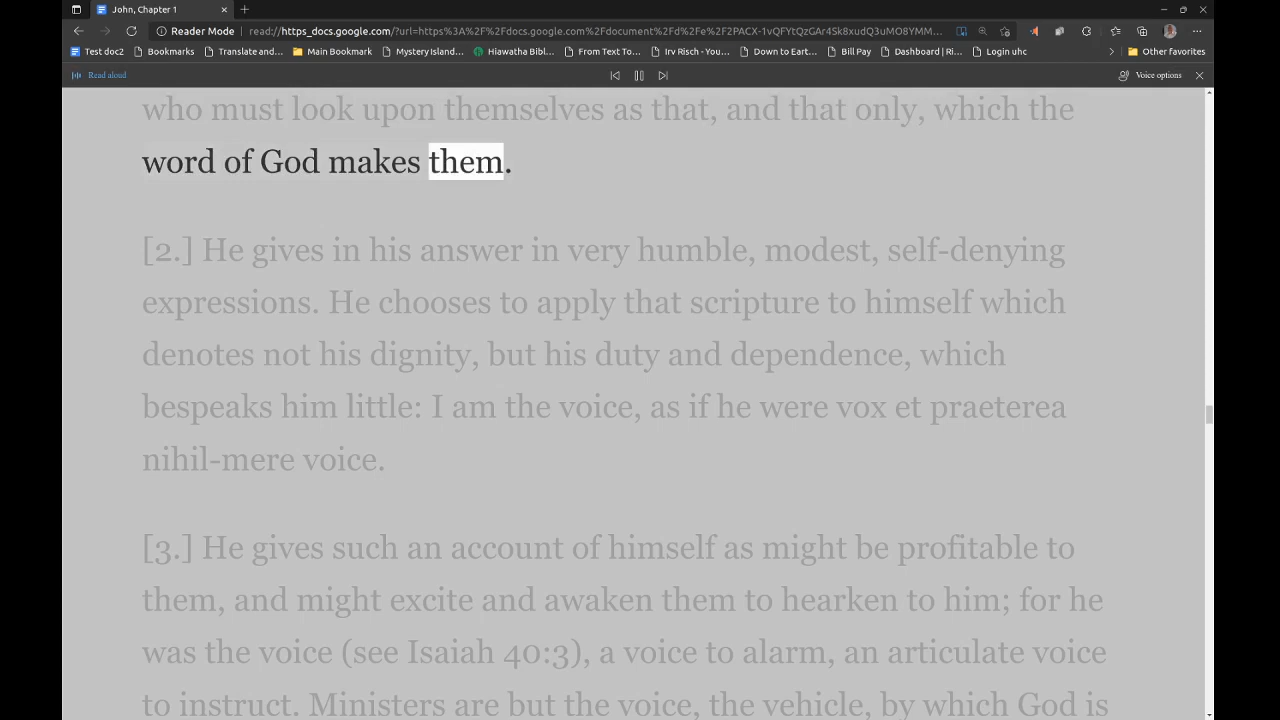 John, Chapter 1
Reader Mode
read://https_docs.google.com/?url=https%3A%2F%2Fdocs.google.com%2Fdocument%2Fd%2Fe%2F2PACX-1vQFYtQzGAr4Sk8xudQ3uMO8YMM...
Test doc2
Bookmarks
Translate and...
Main Bookmark
Mystery Island...
Hiawatha Bibl...
From Text To...
Irv Risch - You...
Down to Eart...
Bill Pay
Dashboard | Ri...
Login uhc
Other favorites
Read aloud
Voice options
who must look upon themselves as that, and that only, which the
word of God makes them.
[2.] He gives in his answer in very humble, modest, self-denying
expressions. He chooses to apply that scripture to himself which
denotes not his dignity, but his duty and dependence, which
bespeaks him little: I am the voice, as if he were vox et praeterea
nihil-mere voice.
[3.] He gives such an account of himself as might be profitable to
them, and might excite and awaken them to hearken to him; for he
was the voice (see Isaiah 40:3), a voice to alarm, an articulate voice
to instruct. Ministers are but the voice, the vehicle, by which God is